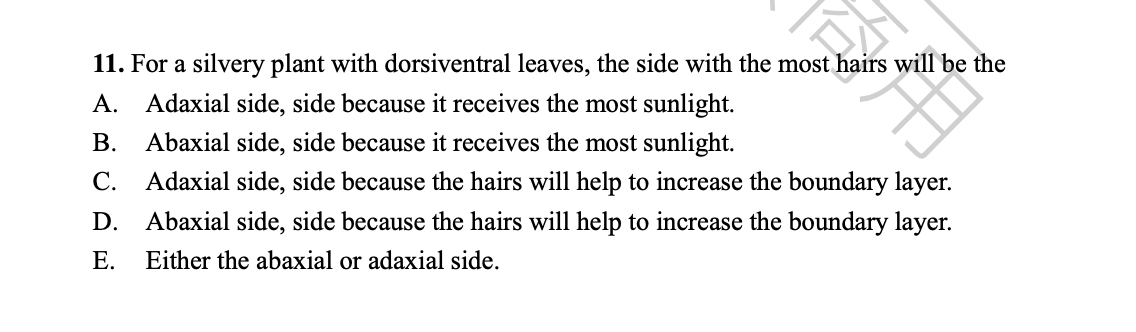 商用
11. For a silvery plant with dorsiventral leaves, the side with the most hairs will be the
A. Adaxial side, side because it receives the most sunlight.
B. Abaxial side, side because it receives the most sunlight.
C. Adaxial side, side because the hairs will help to increase the boundary layer.
D. Abaxial side, side because the hairs will help to increase the boundary layer.
E. Either the abaxial or adaxial side.